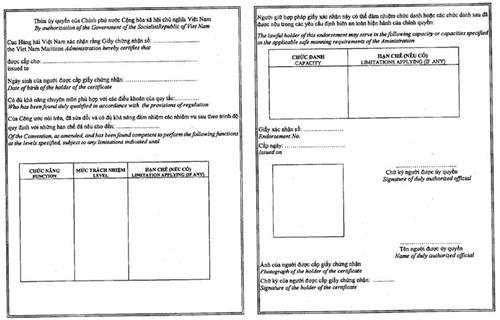 Thừa ủy quyền của Chính phủ nước Cộng hòa xã hội chủ nghĩa Việt Nam
By authorization of the Government of the SocialistRepublic of Viet Nam
Cục Hàng hải Việt Nam xác nhận rằng Giấy chứng nhận số:
the Viet Nam Maritime Administration hereby certifies that
được cấp cho:
issued to
Ngày sinh của người được cấp giấy chứng nhận
Date of birth of the holder of the certificate
Có đủ khả năng chuyên môn phù hợp với các điều khoản của quy tắc:
Who has been found duly qualified in accordance with the provisions of regulation
Của Công ước nói trên, đã sửa đổi và có đủ khả năng đảm nhiệm các nhiệm vụ sau theo trình độ
quy định với những hạn chế nêu cho đến:
Of the Convention, as amended, and has been found competent to perform the following functions
at the levels specified, subject to any limitations indicated until
CHỨC NĂNG
FUNCTION
MỨC TRÁCH NHIỆM
LEVEL
HẠN CHẾ (NẾU CÓ)
LIMITATION APPLYING (IF ANY)
Người giữ hợp pháp giấy xác nhận này có thể đảm nhiệm chức danh hoặc các chức danh sau đã
được nêu trong các yêu cầu định biên an toàn hiện hành của chính quyền:
The lawful holder of this endorsement may serve in the following capacity or capacities specified
in the applicable safe manning requirements of the Administration
CHỨC DANH
CAPACITY
HẠN CHẾ (NẾU CÓ)
LIMITATIONS APPLYING (IF ANY)
Giấy xác nhận số:
Endorsement No.
Cấp ngày:
Issued on
Chữ ký người được ủy quyền
Signature of duly authorized official
Tên người được ủy quyền
Name of duly authorized official
Ảnh của người được cấp giấy chứng nhận
Photograph of the holder of the certificate
Chữ ký của người được cấp giấy chứng nhận:
Signature of the holder of the certificate